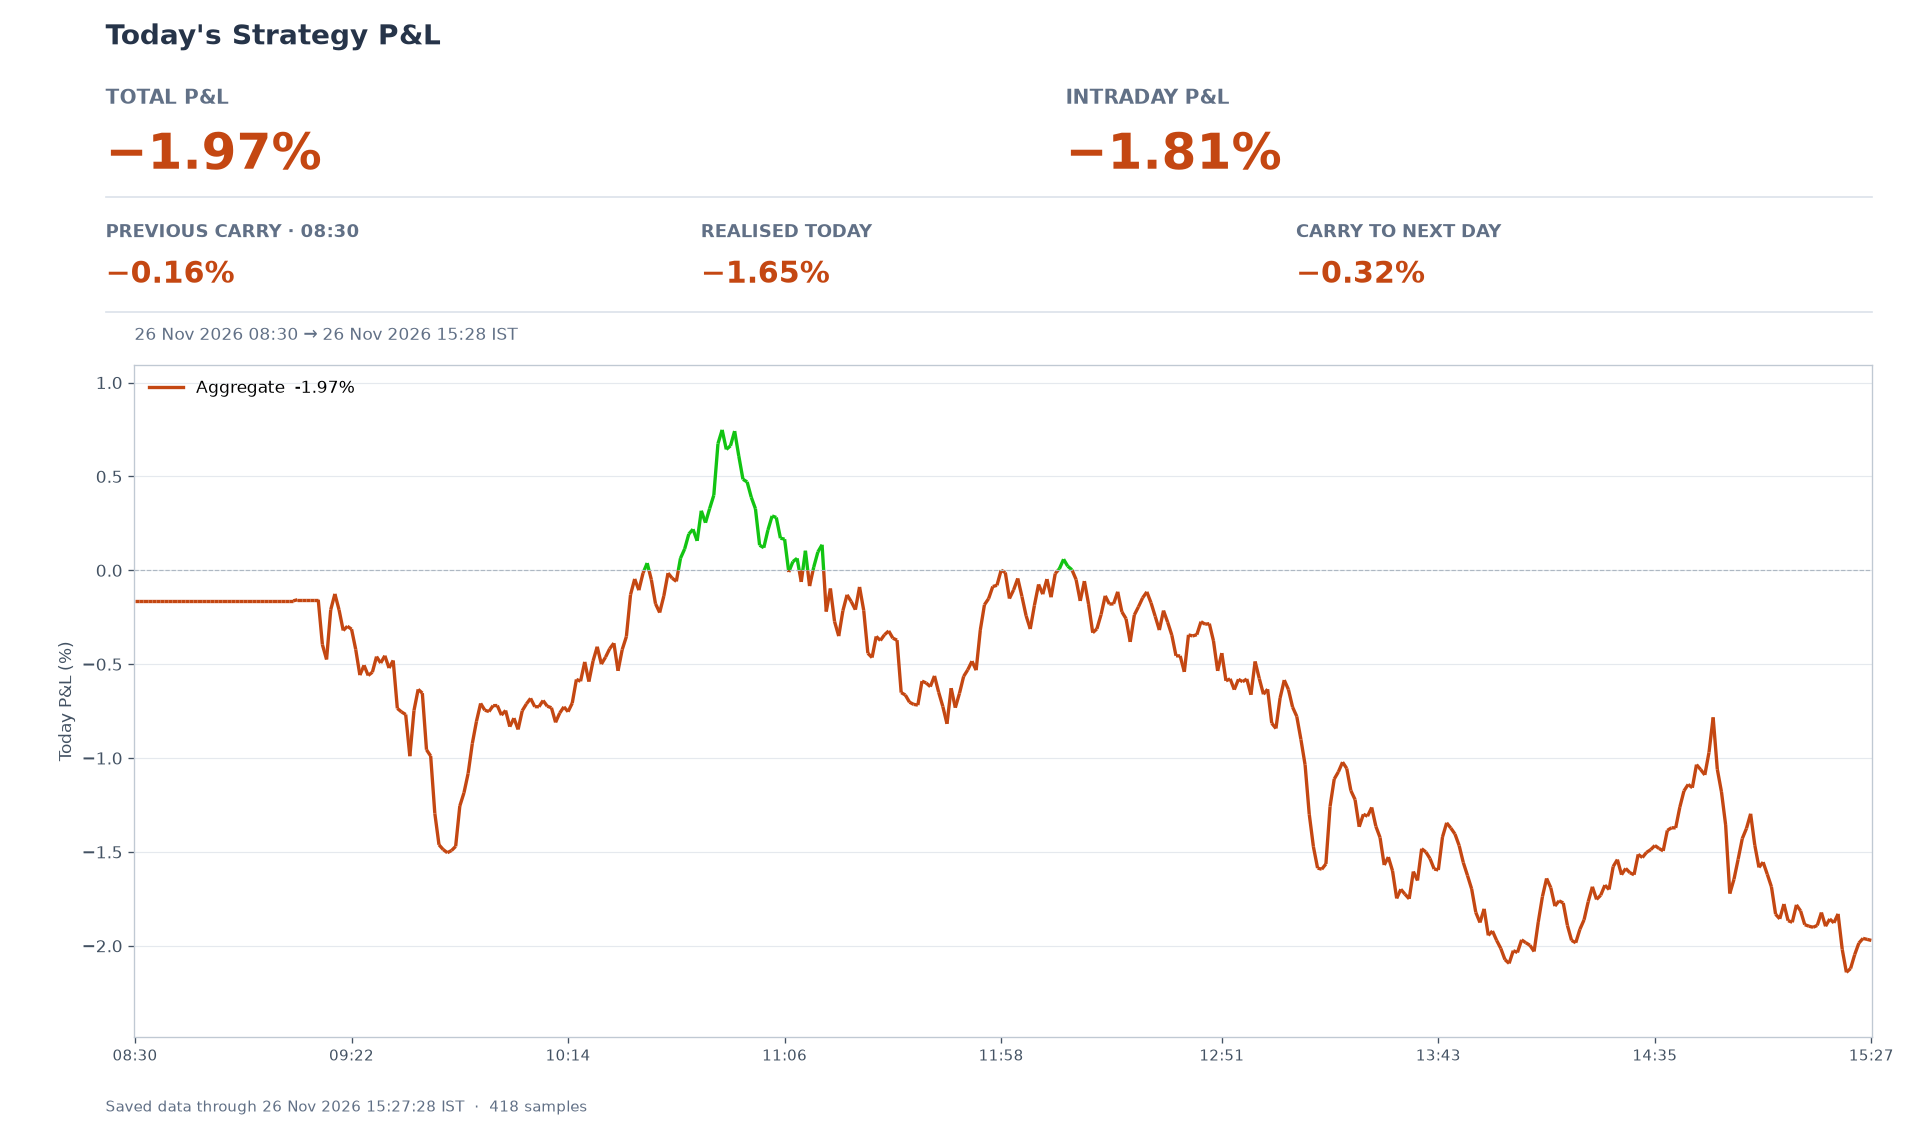 Today's Strategy P&L
TOTAL P&L
INTRADAY P&L
−1.97%
−1.81%
PREVIOUS CARRY · 08:30
REALISED TODAY
CARRY TO NEXT DAY
−0.16%
−1.65%
−0.32%
26 Nov 2026 08:30 → 26 Nov 2026 15:28 IST
Aggregate -1.97%
1.0
0.5
0.0
−0.5
−1.0
−1.5
−2.0
Today P&L (%)
08:30
09:22
10:14
11:06
11:58
12:51
13:43
14:35
15:27
Saved data through 26 Nov 2026 15:27:28 IST · 418 samples